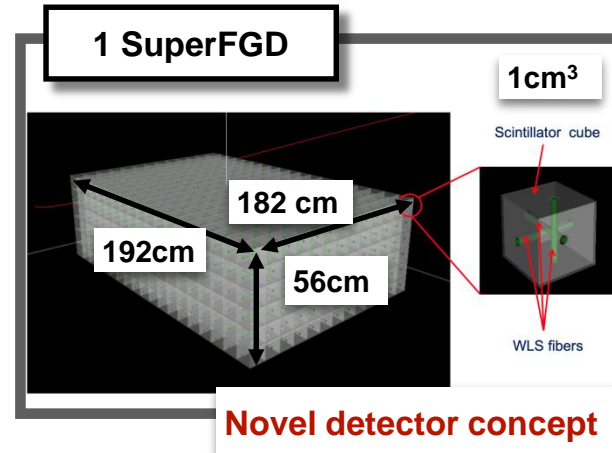 1 SuperFGD
1cm³
Scintillator cube
182 cm
192cm
56cm
WLS fibers
Novel detector concept